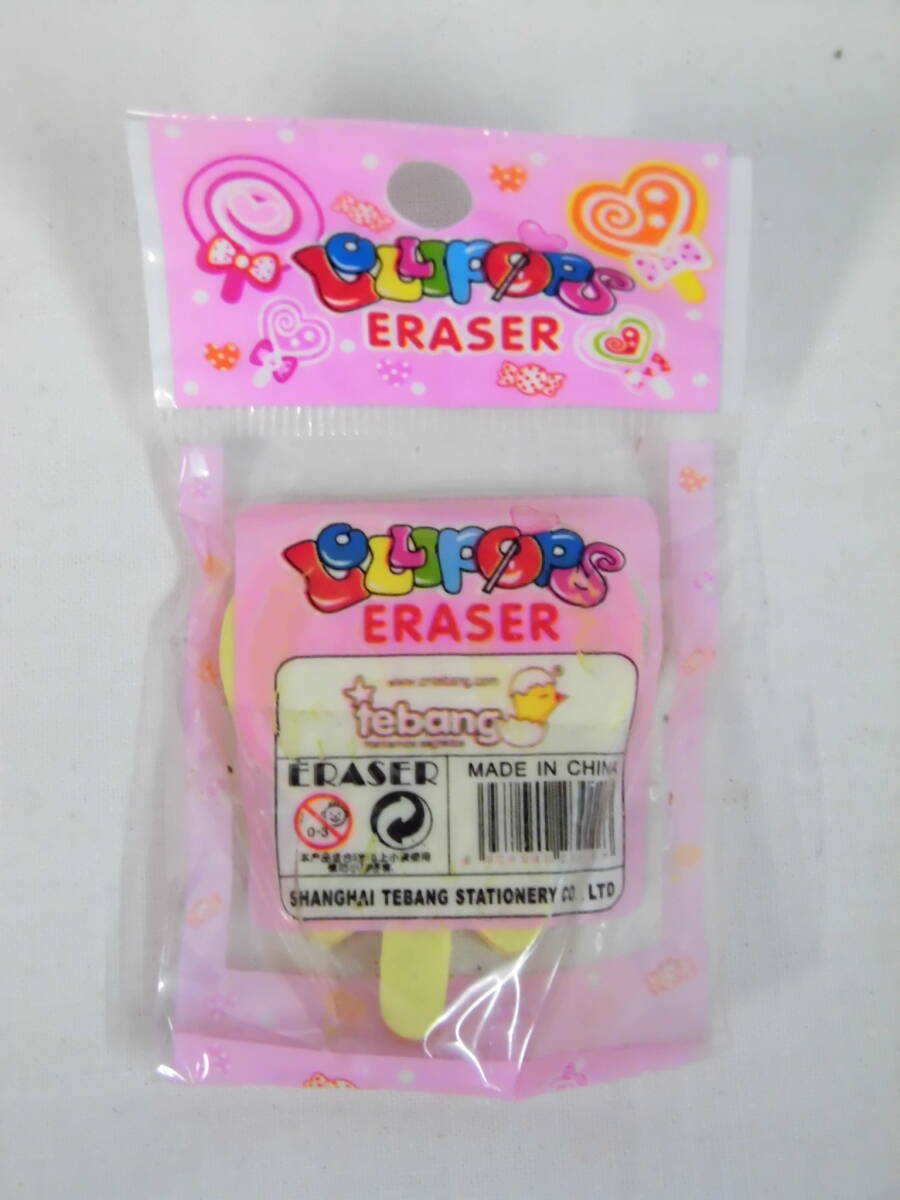 LOLLIPOPS
ERASER
LOLLIPOPS
ERASER
tebang
ERASER
MADE IN CHINA
0-3
SHANGHAI TEBANG STATIONERY CO., LTD